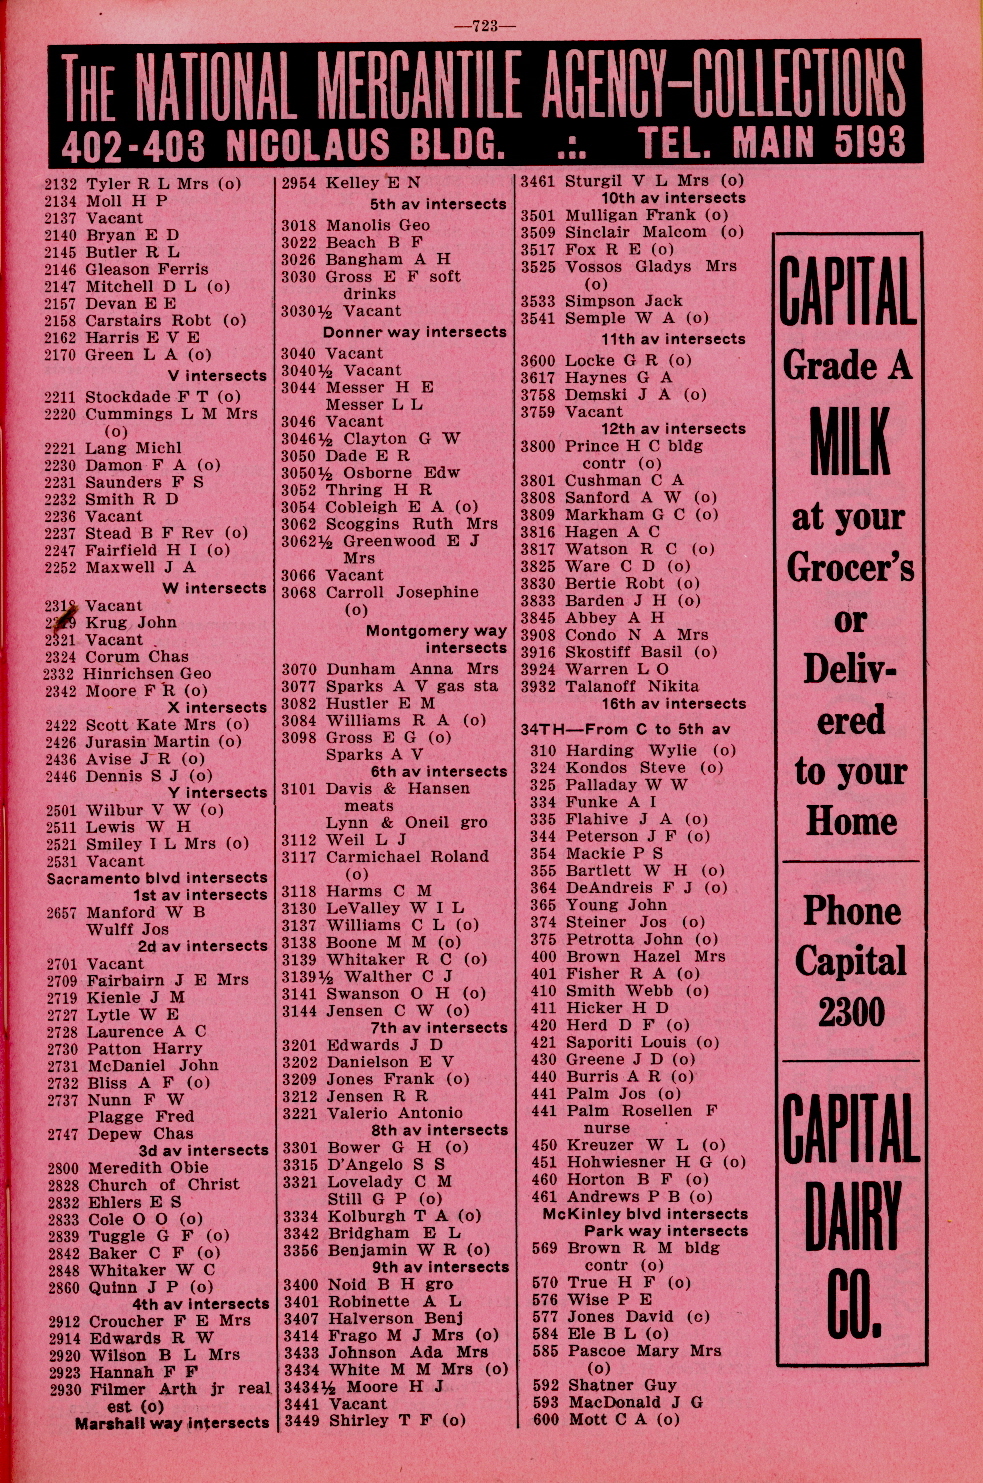 —723—
THE NATIONAL MERCANTILE AGENCY—COLLECTIONS
402-403 NICOLAUS BLDG. .:. TEL. MAIN 5193
2132 Tyler R L Mrs (o)
2134 Moll H P
2137 Vacant
2140 Bryan E D
2145 Butler R L
2146 Gleason Ferris
2147 Mitchell D L (o)
2157 Devan E E
2158 Carstairs Robt (o)
2162 Harris E V E
2170 Green L A (o)
V intersects
2211 Stockdade F T (o)
2220 Cummings L M Mrs
(o)
2221 Lang Michl
2230 Damon F A (o)
2231 Saunders F S
2232 Smith R D
2236 Vacant
2237 Stead B F Rev (o)
2247 Fairfield H I (o)
2252 Maxwell J A
W intersects
2318 Vacant
Krug John
2321 Vacant
2324 Corum Chas
2332 Hinrichsen Geo
2342 Moore F R (o)
X intersects
2422 Scott Kate Mrs (o)
2426 Jurasin Martin (o)
2436 Avise J R (o)
2446 Dennis S J (o)
Y intersects
2501 Wilbur V W (o)
2511 Lewis W H
2521 Smiley I L Mrs (o)
2531 Vacant
Sacramento blvd intersects
1st av intersects
2657 Manford W B
Wulff Jos
2d av intersects
2701 Vacant
2709 Fairbairn J E Mrs
2719 Kienle J M
2727 Lytle W E
2728 Laurence A C
2730 Patton Harry
2731 McDaniel John
2732 Bliss A F (o)
2737 Nunn F W
Plagge Fred
2747 Depew Chas
3d av intersects
2800 Meredith Obie
2828 Church of Christ
2832 Ehlers E S
2833 Cole O O (o)
2839 Tuggle G F (o)
2842 Baker C F (o)
2848 Whitaker W C
2860 Quinn J P (o)
4th av intersects
2912 Croucher F E Mrs
2914 Edwards R W
2920 Wilson B L Mrs
2923 Hannah F F
2930 Filmer Arth jr real
est (o)
Marshall way intersects
2954 Kelley E N
5th av intersects
3018 Manolis Geo
3022 Beach B F
3026 Bangham A H
3030 Gross E F soft
drinks
3030½ Vacant
Donner way intersects
3040 Vacant
3040½ Vacant
3044 Messer H E
Messer L L
3046 Vacant
3046½ Clayton G W
3050 Dade E R
3050½ Osborne Edw
3052 Thring H R
3054 Cobleigh E A (o)
3062 Scoggins Ruth Mrs
3062½ Greenwood E J
Mrs
3066 Vacant
3068 Carroll Josephine
(o)
Montgomery way
intersects
3070 Dunham Anna Mrs
3077 Sparks A V gas sta
3082 Hustler E M
3084 Williams R A (o)
3098 Gross E G (o)
Sparks A V
6th av intersects
3101 Davis & Hansen
meats
Lynn & Oneil gro
3112 Weil L J
3117 Carmichael Roland
(o)
3118 Harms C M
3130 LeValley W I L
3137 Williams C L (o)
3138 Boone M M (o)
3139 Whitaker R C (o)
3139½ Walther C J
3141 Swanson O H (o)
3144 Jensen C W (o)
7th av intersects
3201 Edwards J D
3202 Danielson E V
3209 Jones Frank (o)
3212 Jensen R R
3221 Valerio Antonio
8th av intersects
3301 Bower G H (o)
3315 D'Angelo S S
3321 Lovelady C M
Still G P (o)
3334 Kolburgh T A (o)
3342 Bridgham E L
3356 Benjamin W R (o)
9th av intersects
3400 Noid B H gro
3401 Robinette A L
3407 Halverson Benj
3414 Frago M J Mrs (o)
3433 Johnson Ada Mrs
3434 White M M Mrs (o)
3434½ Moore H J
3441 Vacant
3449 Shirley T F (o)
3461 Sturgil V L Mrs (o)
10th av intersects
3501 Mulligan Frank (o)
3509 Sinclair Malcom (o)
3517 Fox R E (o)
3525 Vossos Gladys Mrs
(o)
3533 Simpson Jack
3541 Semple W A (o)
11th av intersects
3600 Locke G R (o)
3617 Haynes G A
3758 Demski J A (o)
3759 Vacant
12th av intersects
3800 Prince H C bldg
contr (o)
3801 Cushman C A
3808 Sanford A W (o)
3809 Markham G C (o)
3816 Hagen A C
3817 Watson R C (o)
3825 Ware C D (o)
3830 Bertie Robt (o)
3833 Barden J H (o)
3845 Abbey A H
3908 Condo N A Mrs
3916 Skostiff Basil (o)
3924 Warren L O
3932 Talanoff Nikita
16th av intersects
34TH—From C to 5th av
310 Harding Wylie (o)
324 Kondos Steve (o)
325 Palladay W W
334 Funke A I
335 Flahive J A (o)
344 Peterson J F (o)
354 Mackie P S
355 Bartlett W H (o)
364 DeAndreis F J (o)
365 Young John
374 Steiner Jos (o)
375 Petrotta John (o)
400 Brown Hazel Mrs
401 Fisher R A (o)
410 Smith Webb (o)
411 Hicker H D
420 Herd D F (o)
421 Saporiti Louis (o)
430 Greene J D (o)
440 Burris A R (o)
441 Palm Jos (o)
441 Palm Rosellen F
nurse
450 Kreuzer W L (o)
451 Hohwiesner H G (o)
460 Horton B F (o)
461 Andrews P B (o)
McKinley blvd intersects
Park way intersects
569 Brown R M bldg
contr (o)
570 True H F (o)
576 Wise P E
577 Jones David (c)
584 Ele B L (o)
585 Pascoe Mary Mrs
(o)
592 Shatner Guy
593 MacDonald J G
600 Mott C A (o)
CAPITAL
Grade A
MILK
at your
Grocer's
or
Deliv-
ered
to your
Home
Phone
Capital
2300
CAPITAL
DAIRY
CO.